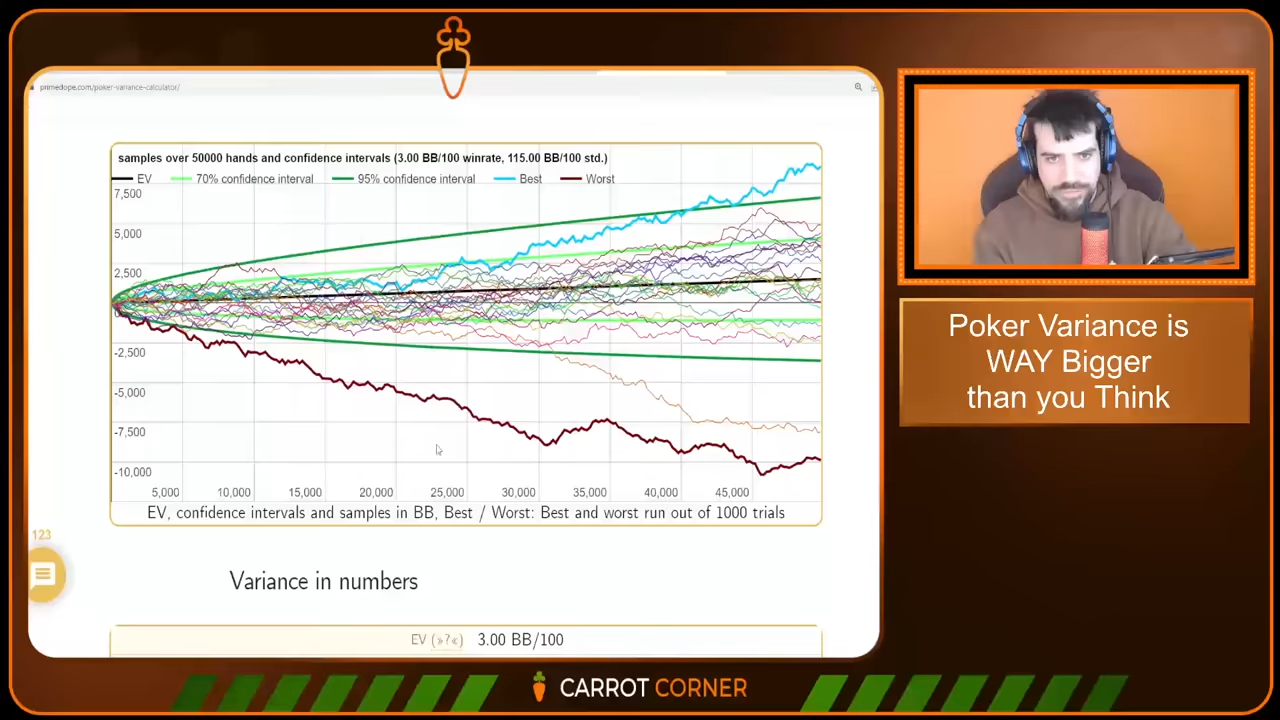 primedope.com/poker-variance-calculator/
samples over 50000 hands and confidence intervals (3.00 BB/100 winrate, 115.00 BB/100 std.)
EV 70% confidence interval 95% confidence interval Best Worst
7,500
5,000
2,500
-2,500
-5,000
-7,500
-10,000
5,000 10,000 15,000 20,000 25,000 30,000 35,000 40,000 45,000
EV, confidence intervals and samples in BB, Best / Worst: Best and worst run out of 1000 trials
123
Variance in numbers
EV (»?«) 3.00 BB/100
Poker Variance is
WAY Bigger
than you Think
CARROT CORNER